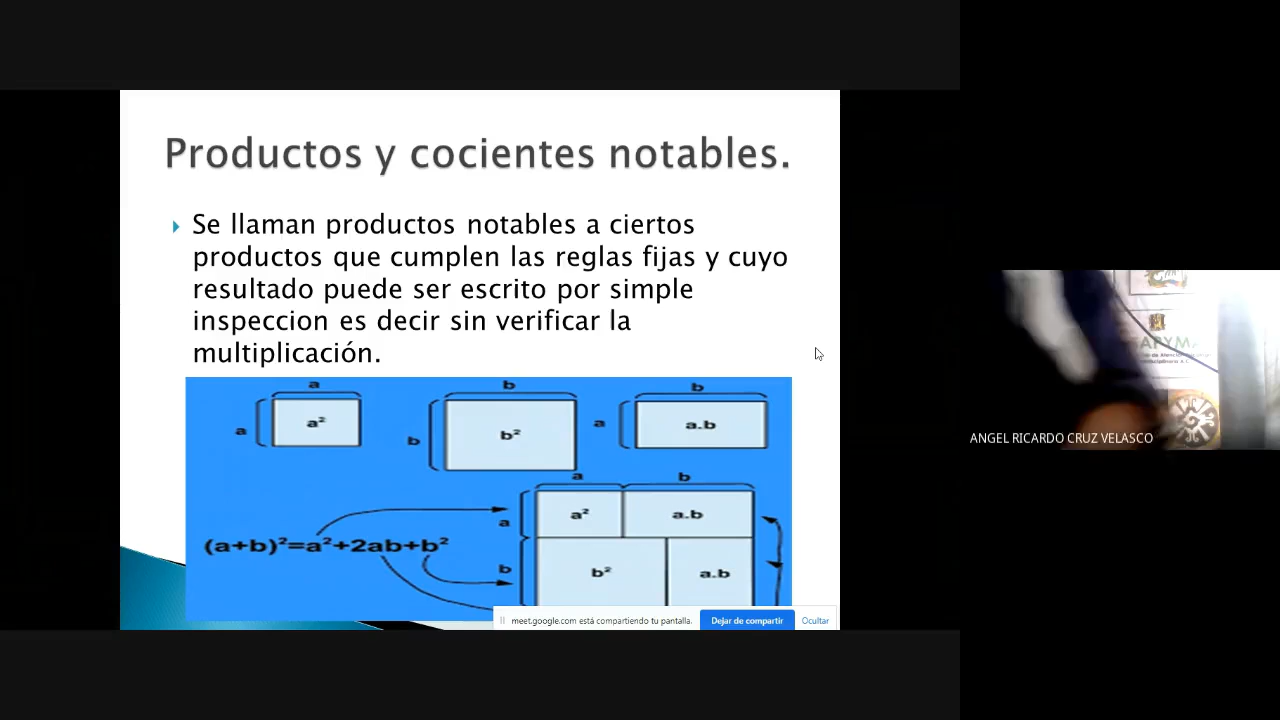 Productos y cocientes notables.
Se llaman productos notables a ciertos
productos que cumplen las reglas fijas y cuyo
resultado puede ser escrito por simple
inspeccion es decir sin verificar la
multiplicación.
a
b
b
a
a²
b
b²
a
a.b
a
b
a
a²
a.b
(a+b)²=a²+2ab+b²
b
b²
a.b
meet.google.com está compartiendo tu pantalla.
Dejar de compartir
Ocultar
ANGEL RICARDO CRUZ VELASCO